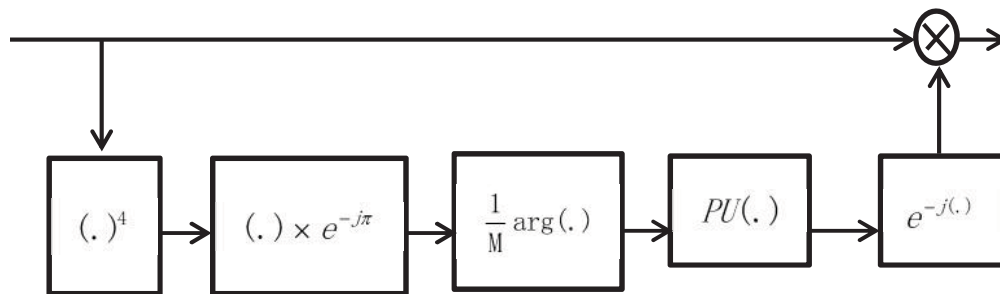 (.)⁴
(.) × e^{-jπ}
1/M arg(.)
PU(.)
e^{-j(.)}